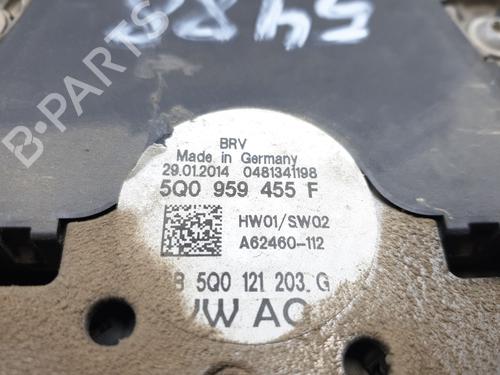 5488
B-PARTS
BRV
Made in Germany
29.01.2014 0481341198
5Q0 959 455 F
HW01/SW02
A62460-112
5Q0 121 203 G
VW AG